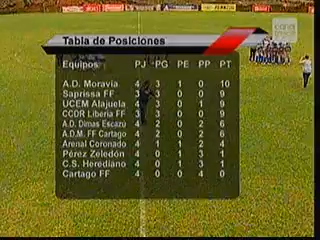 Tabla de Posiciones
Equipos PJ PG PE PP PT
A.D. Moravia 4 3 1 0 10
Saprissa FF 3 3 0 0 9
UCEM Alajuela 4 3 0 1 9
CCDR Liberia FF 3 3 0 0 9
A.D. Dimas Escazú 4 2 0 2 6
A.D.M. FF Cartago 4 2 0 2 6
Arenal Coronado 4 1 1 2 4
Pérez Zeledón 4 0 1 3 1
C.S. Herediano 4 0 1 3 1
Cartago FF 4 0 0 4 0